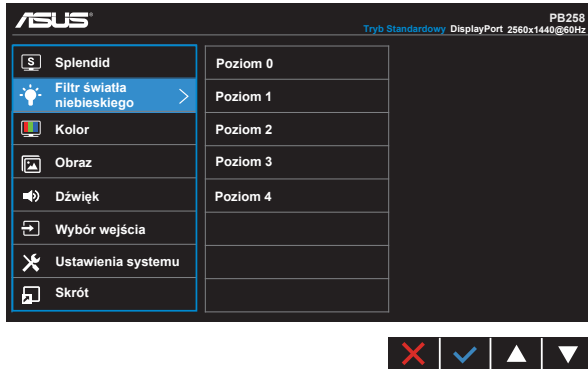 ASUS
PB258
Tryb Standardowy DisplayPort 2560x1440@60Hz
S Splendid
Filtr światła
niebieskiego
Kolor
Obraz
Dźwięk
Wybór wejścia
Ustawienia systemu
Skrót
Poziom 0
Poziom 1
Poziom 2
Poziom 3
Poziom 4